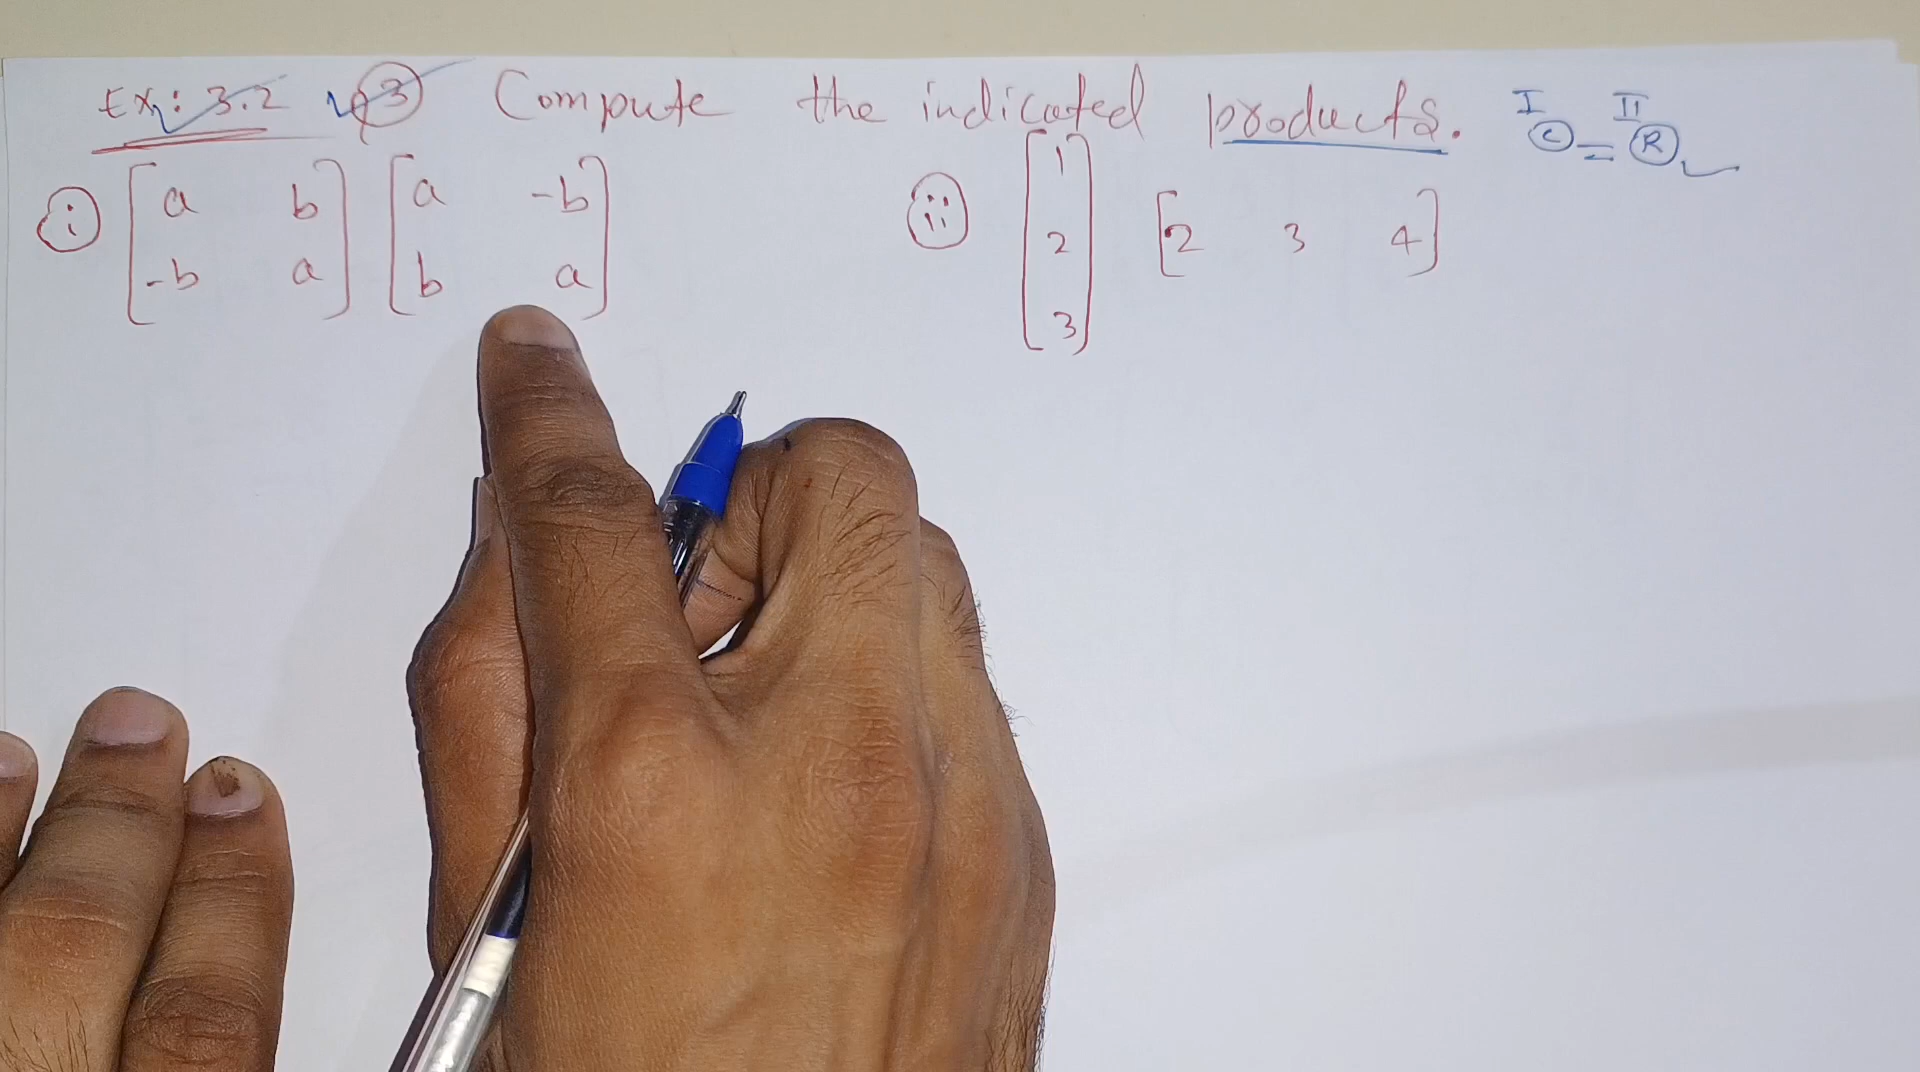 Ex: 3.2 3 Compute the indicated products. I C = II R
i [a b -b a] [a -b b a]
ii [1 2 3] [2 3 4]